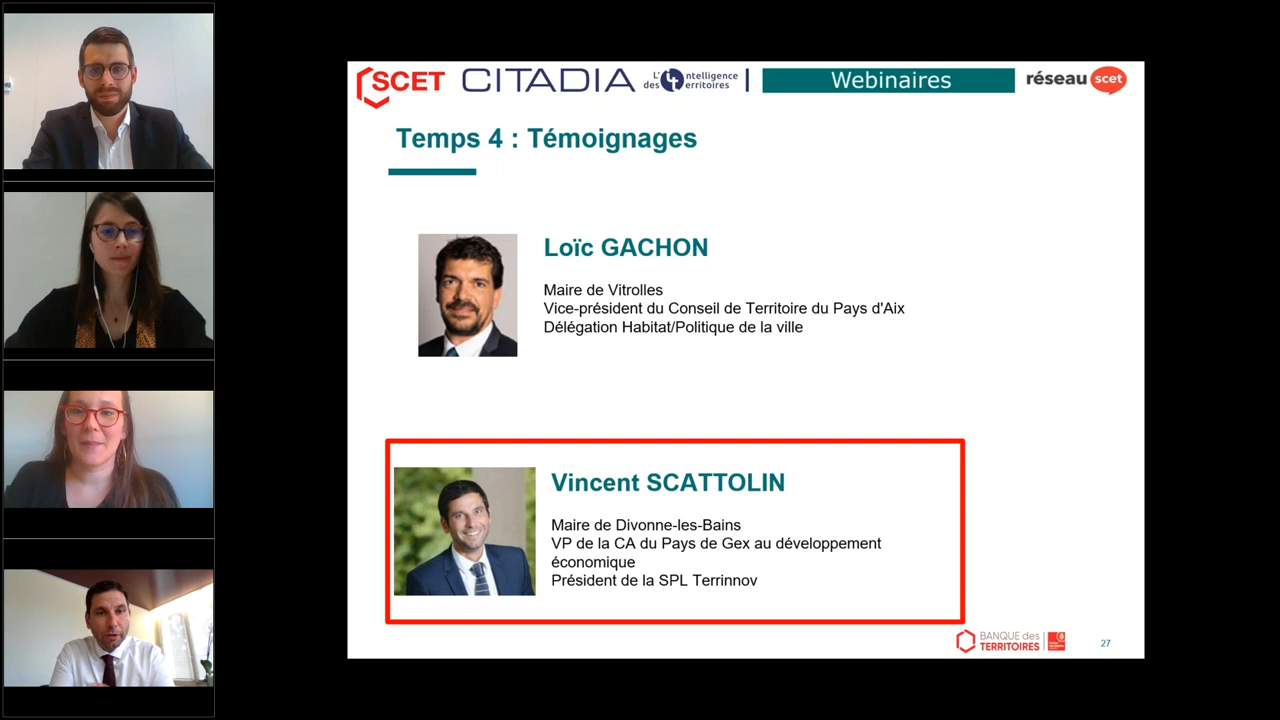 SCET CITADIA L'Intelligence des Territoires Webinaires réseau scet
Temps 4 : Témoignages
Loïc GACHON
Maire de Vitrolles
Vice-président du Conseil de Territoire du Pays d'Aix
Délégation Habitat/Politique de la ville
Vincent SCATTOLIN
Maire de Divonne-les-Bains
VP de la CA du Pays de Gex au développement
économique
Président de la SPL Terrinnov
BANQUE des
TERRITOIRES
27